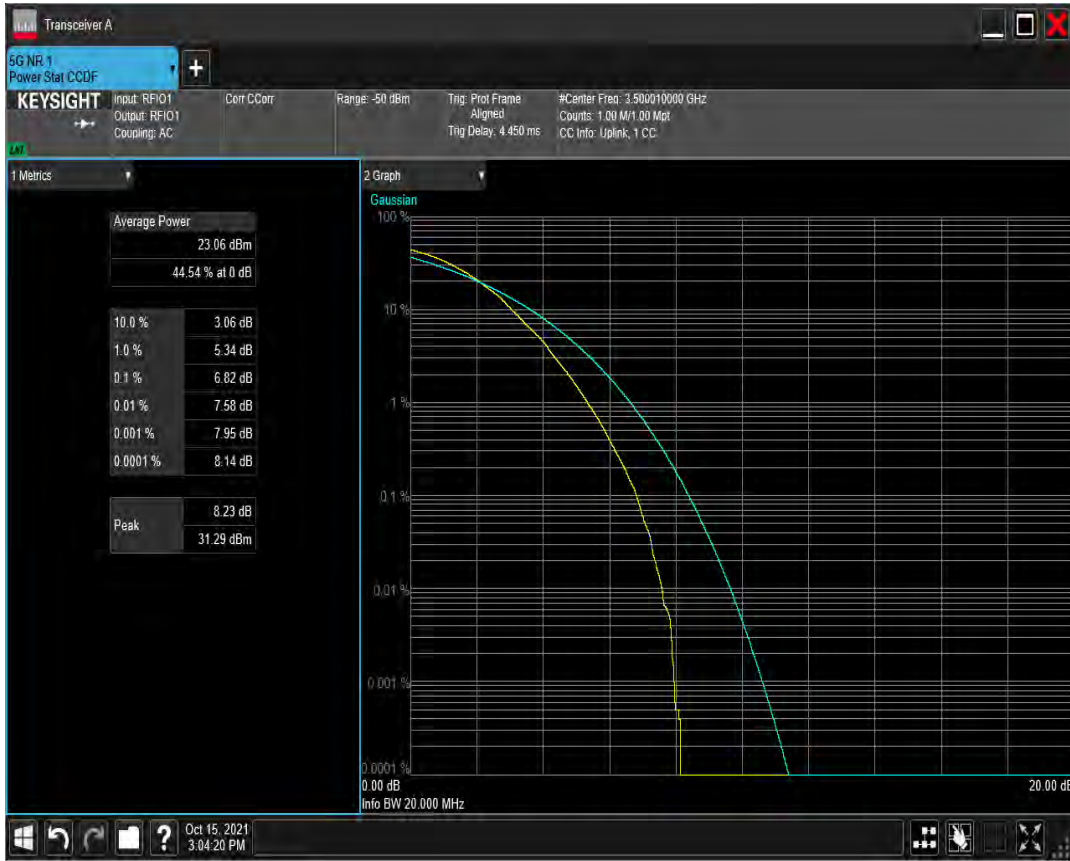 Transceiver A
5G NR 1
Power Stat CCDF
+
KEYSIGHT
Input: RFIO1
Output: RFIO1
Coupling: AC
Corr CCorr
Range: -50 dBm
Trig: Prot Frame
Aligned
Trig Delay: 4.450 ms
#Center Freq: 3.500010000 GHz
Counts: 1.00 M/1.00 Mpt
CC Info: Uplink, 1 CC
1 Metrics
Average Power
23.06 dBm
44.54 % at 0 dB
10.0 % 3.06 dB
1.0 % 5.34 dB
0.1 % 6.82 dB
0.01 % 7.58 dB
0.001 % 7.95 dB
0.0001 % 8.14 dB
Peak
8.23 dB
31.29 dBm
2 Graph
Gaussian
100 %
10 %
1 %
0.1 %
0.01 %
0.001 %
0.0001 %
0.00 dB
20.00 dB
Info BW 20.000 MHz
?
Oct 15, 2021
3:04:20 PM